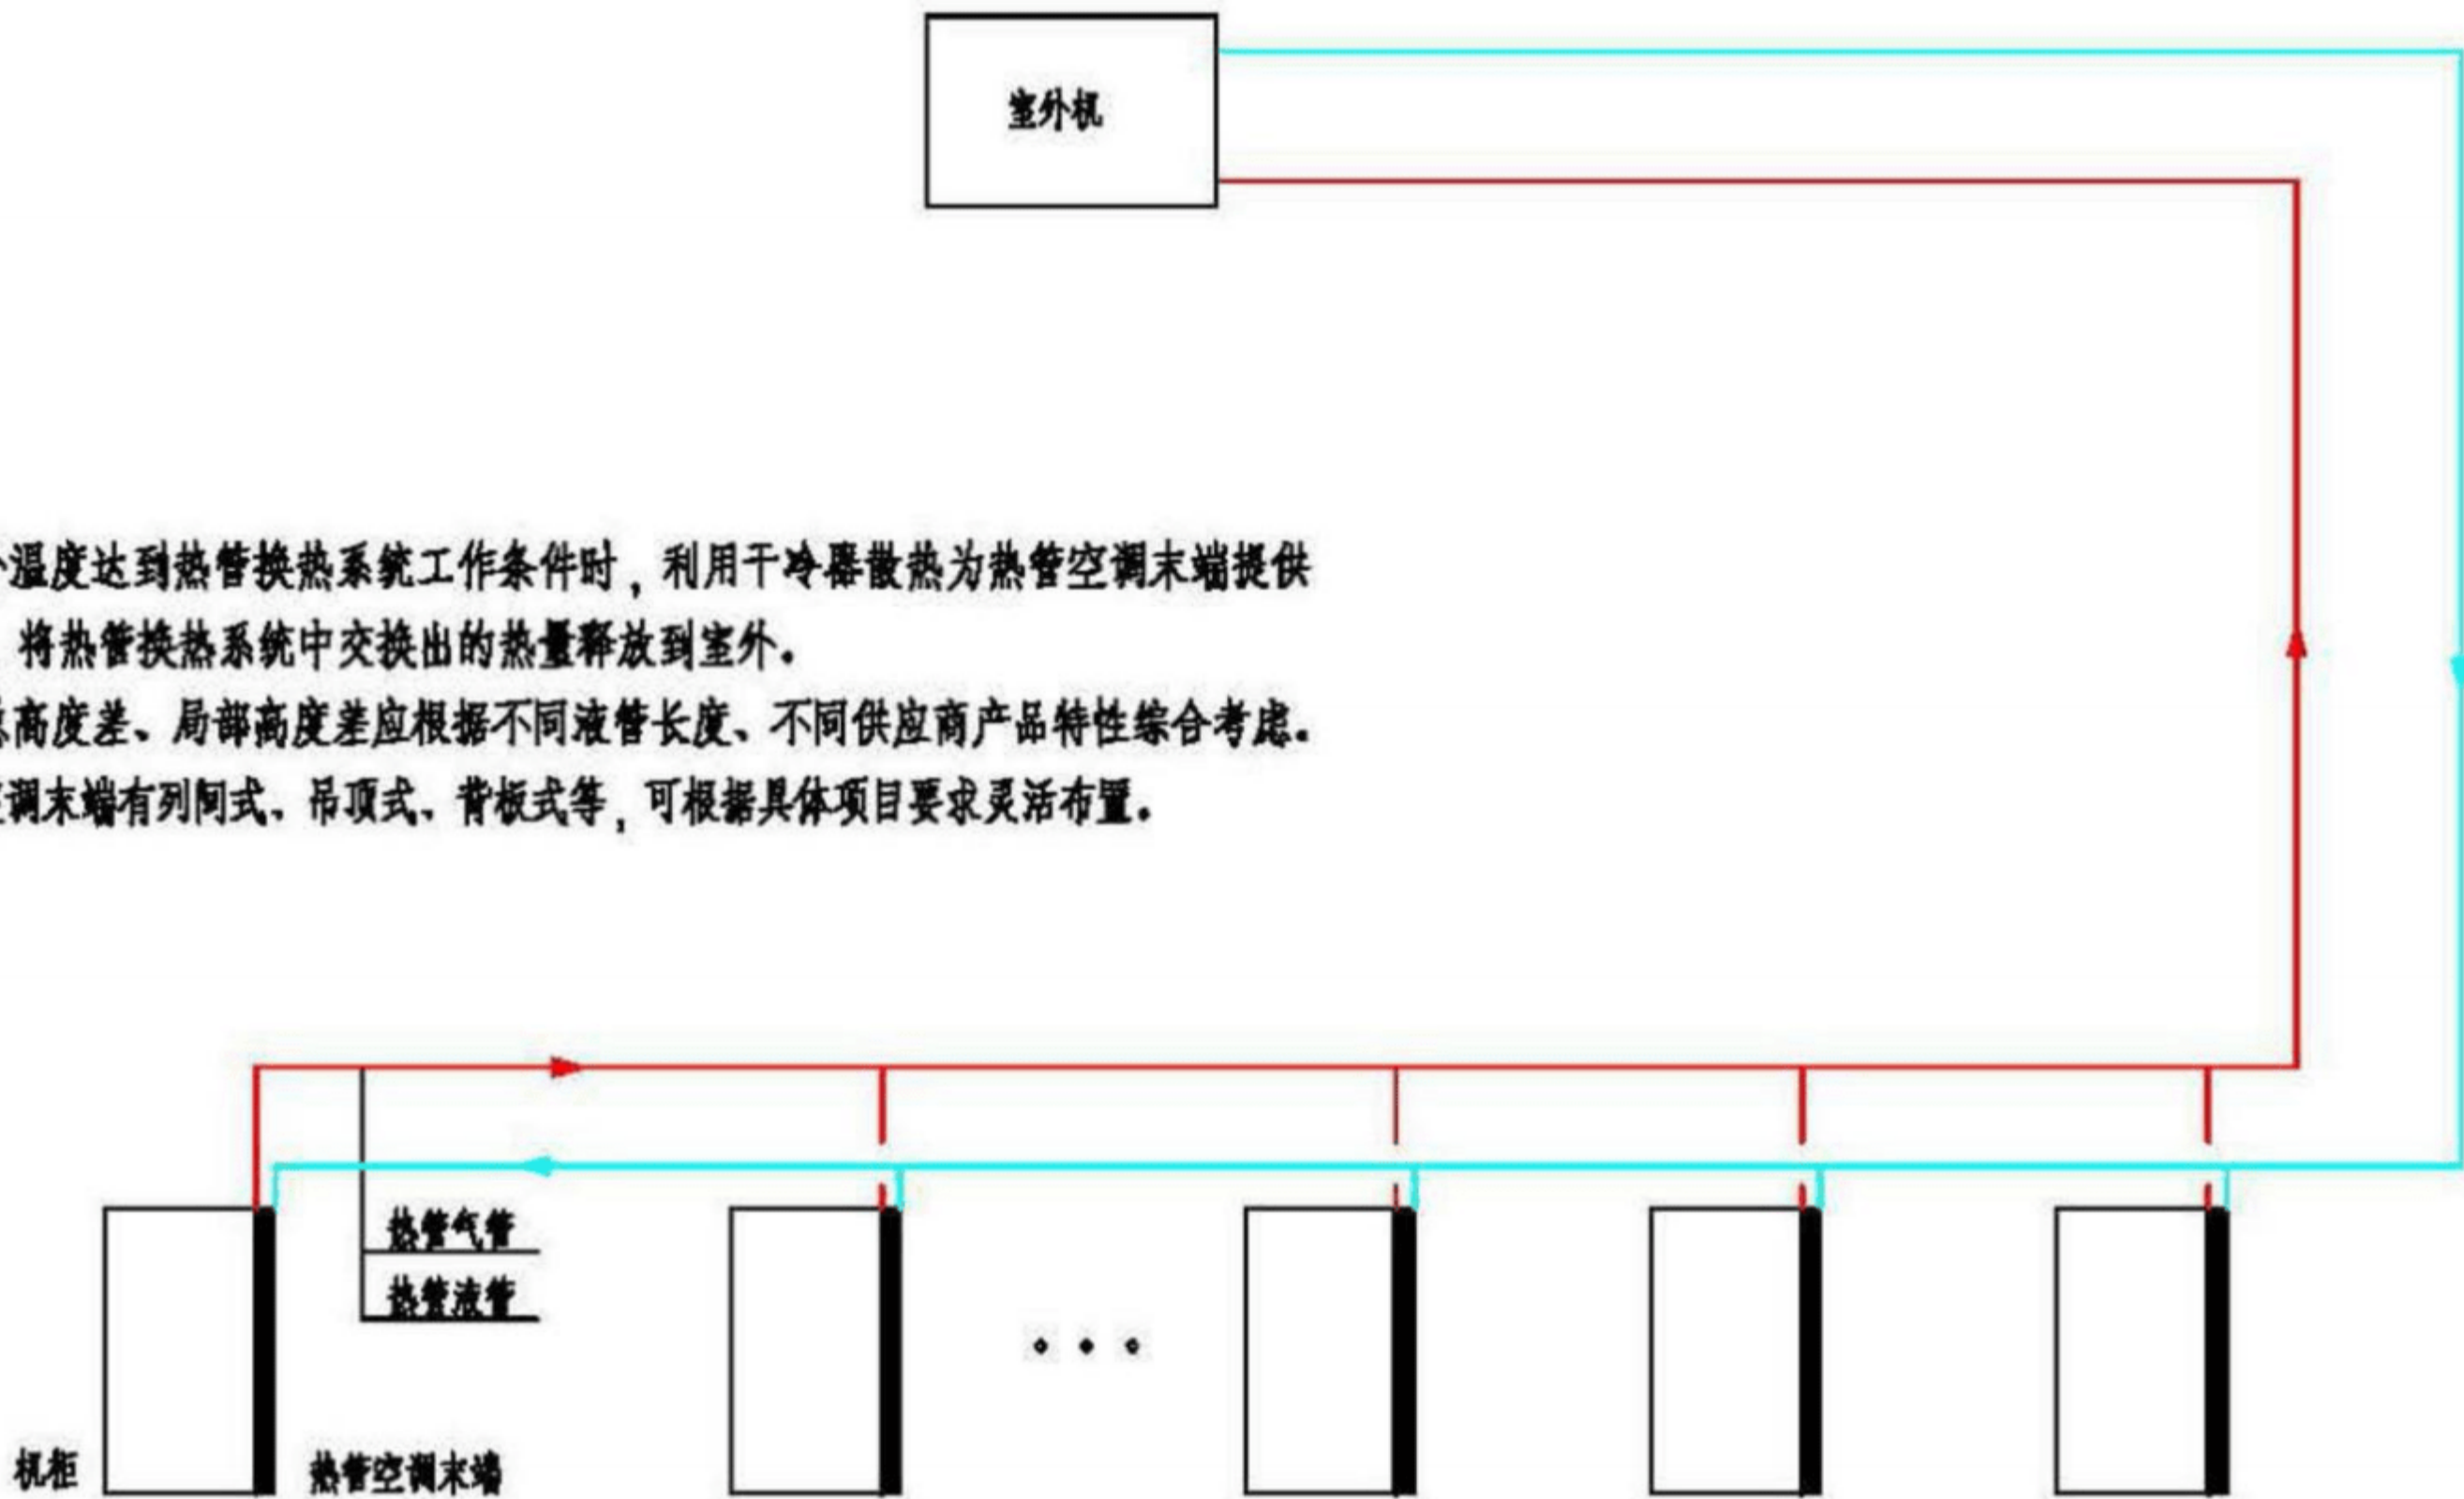 室外机
温度达到热管换热系统工作条件时,利用干冷器散热为热管空调末端提供
将热管换热系统中交换出的热量释放到室外。
高度差、局部高度差应根据不同液管长度、不同供应商产品特性综合考虑。
调末端有列间式、吊顶式、背板式等,可根据具体项目要求灵活布置。
热管气管
热管液管
机柜
热管空调末端